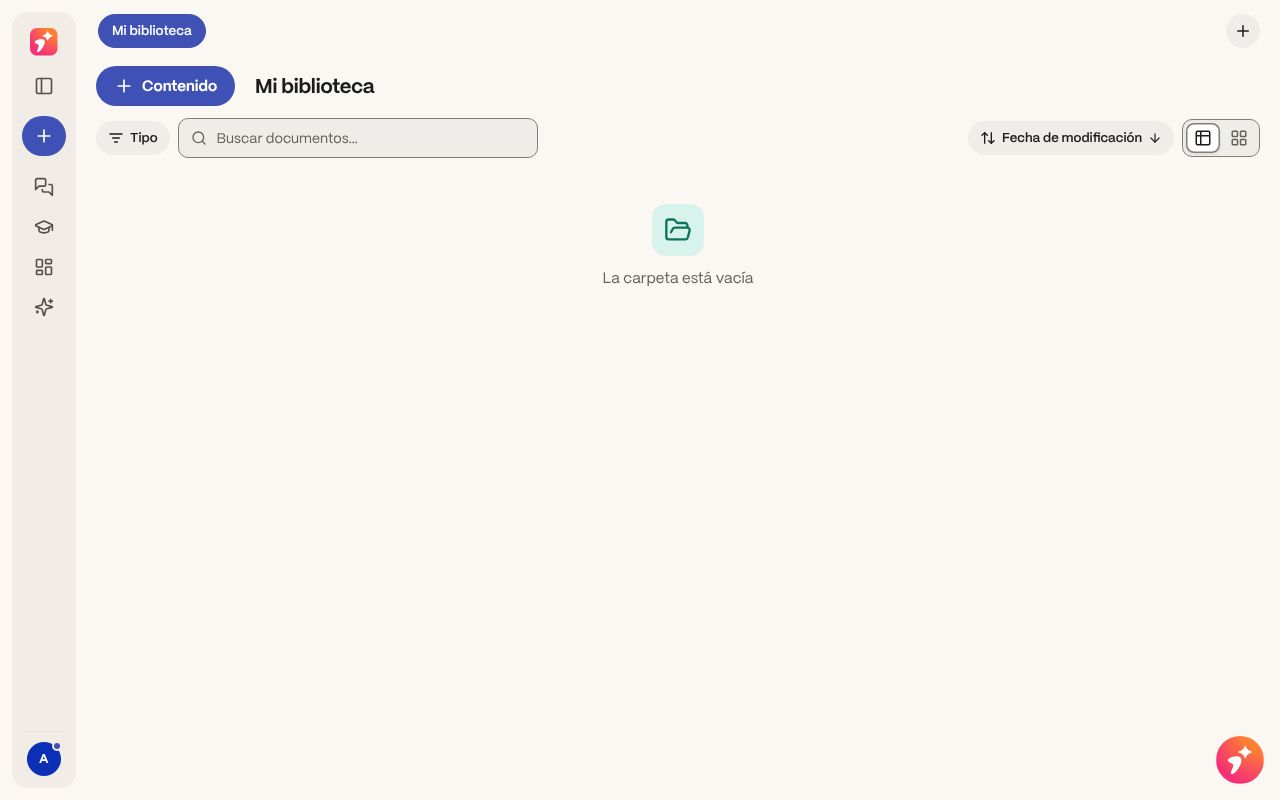 Mi biblioteca
Contenido
Mi biblioteca
Tipo
Buscar documentos...
Fecha de modificación
La carpeta está vacía
A